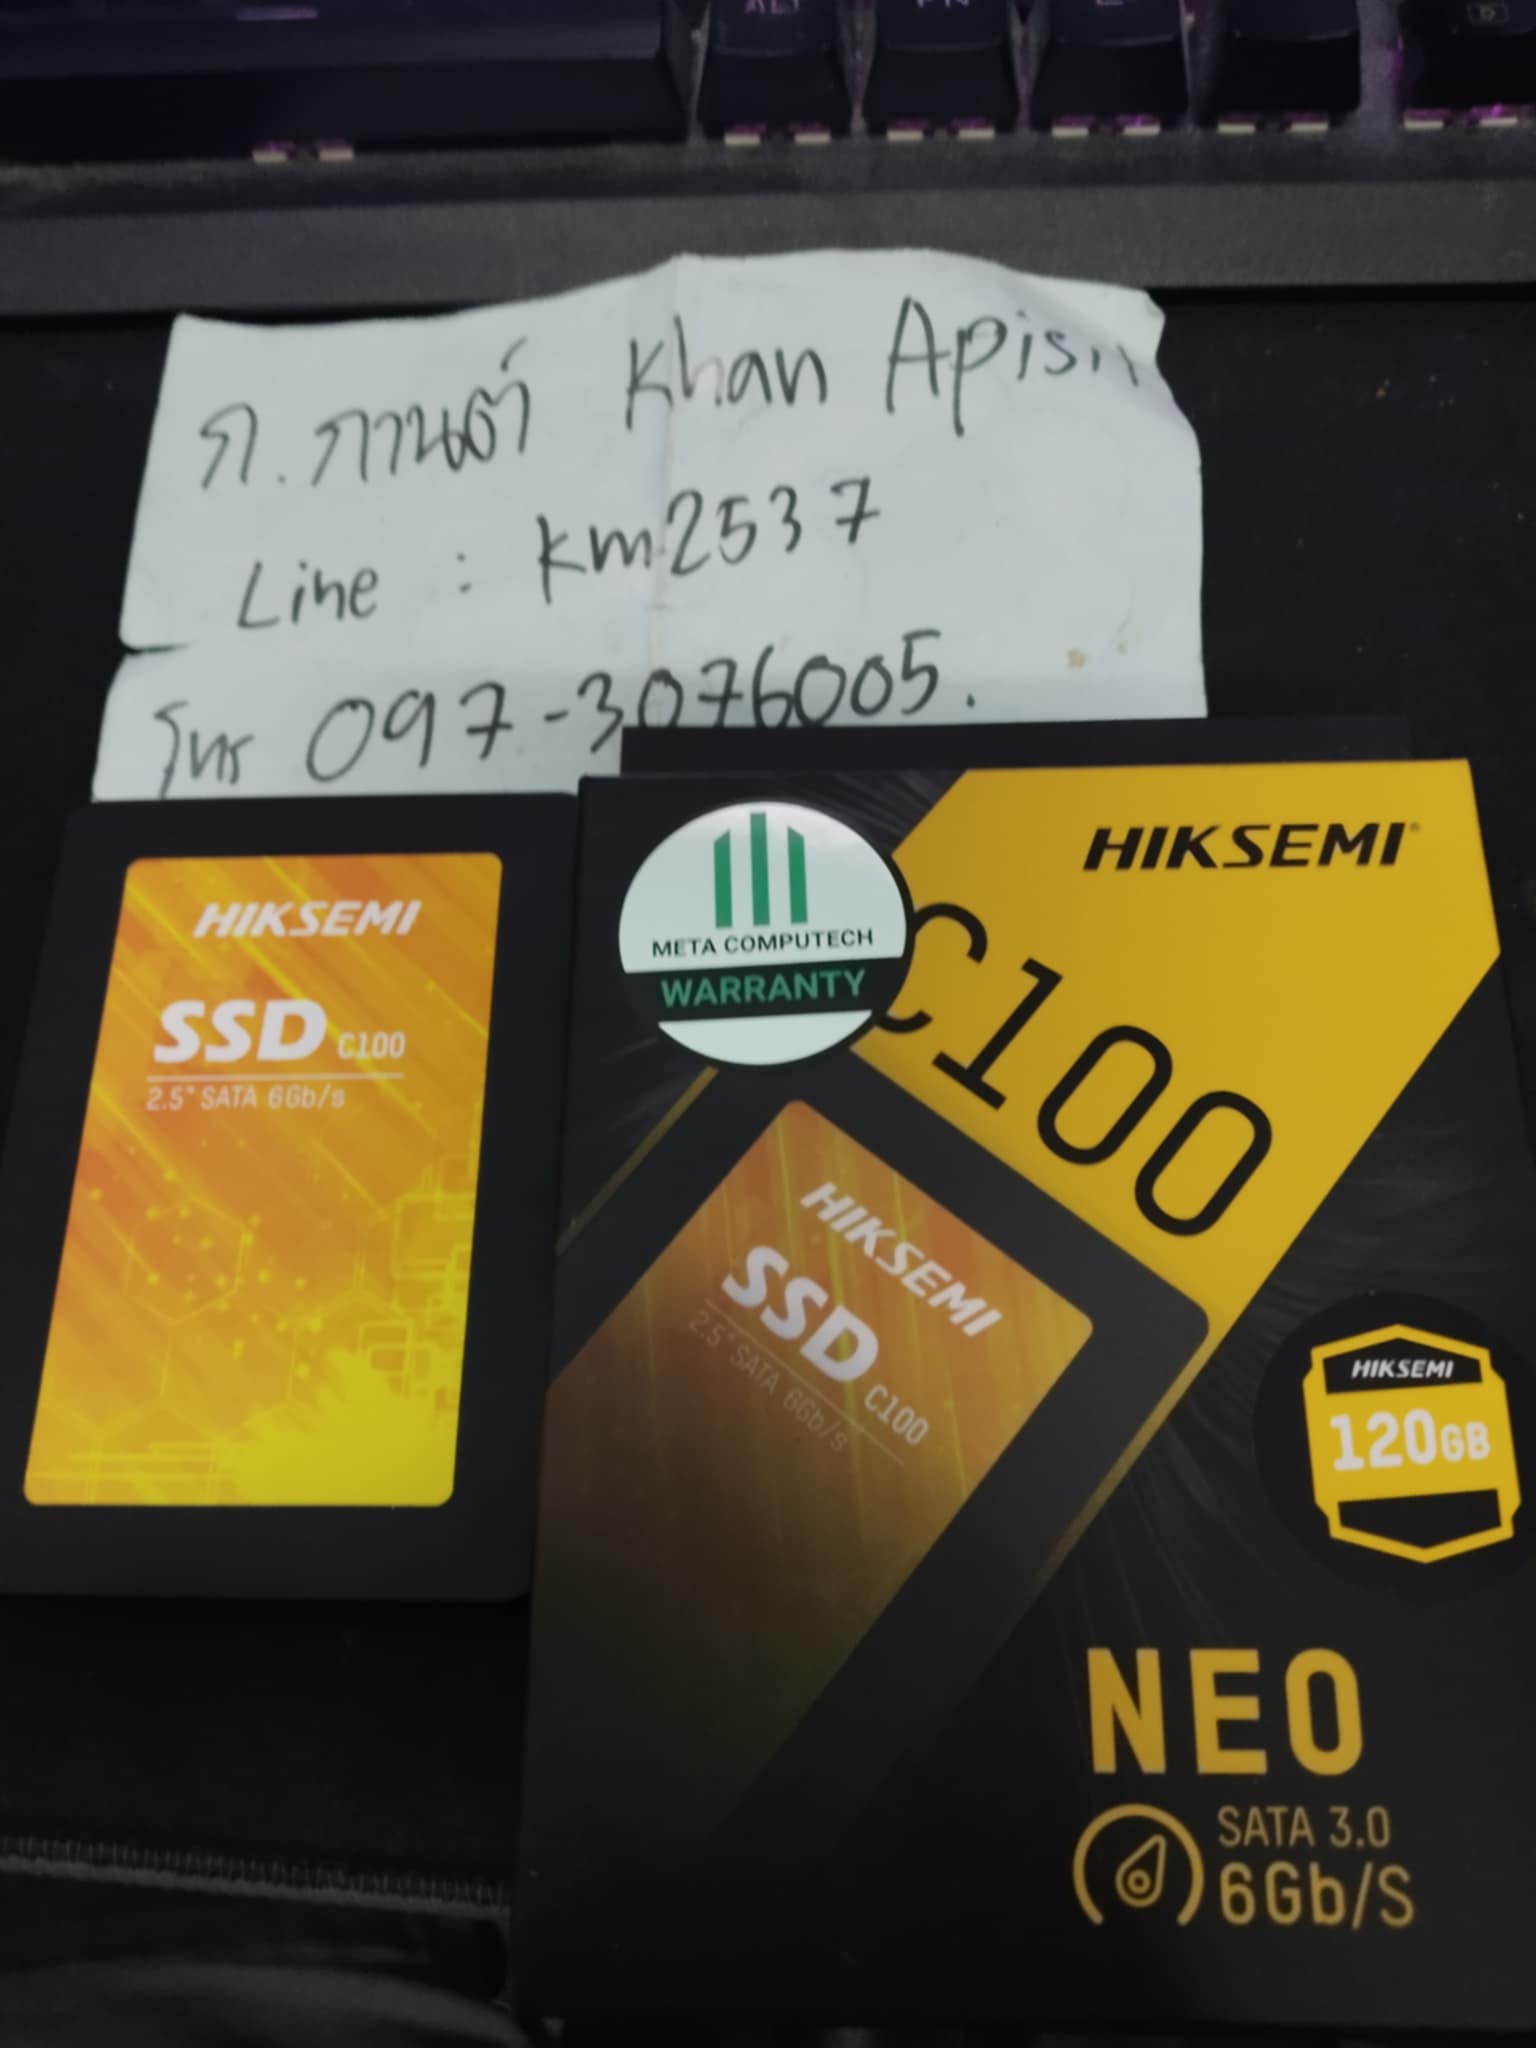 ก.กานต์ Khan Apisit
Line : km2537
โทร 097-3076005.
HIKSEMI
SSD C100
2.5" SATA 6Gb/s
META COMPUTECH
WARRANTY
HIKSEMI
C100
HIKSEMI
SSD C100
2.5" SATA 6Gb/s
HIKSEMI
120GB
NEO
SATA 3.0
6Gb/S